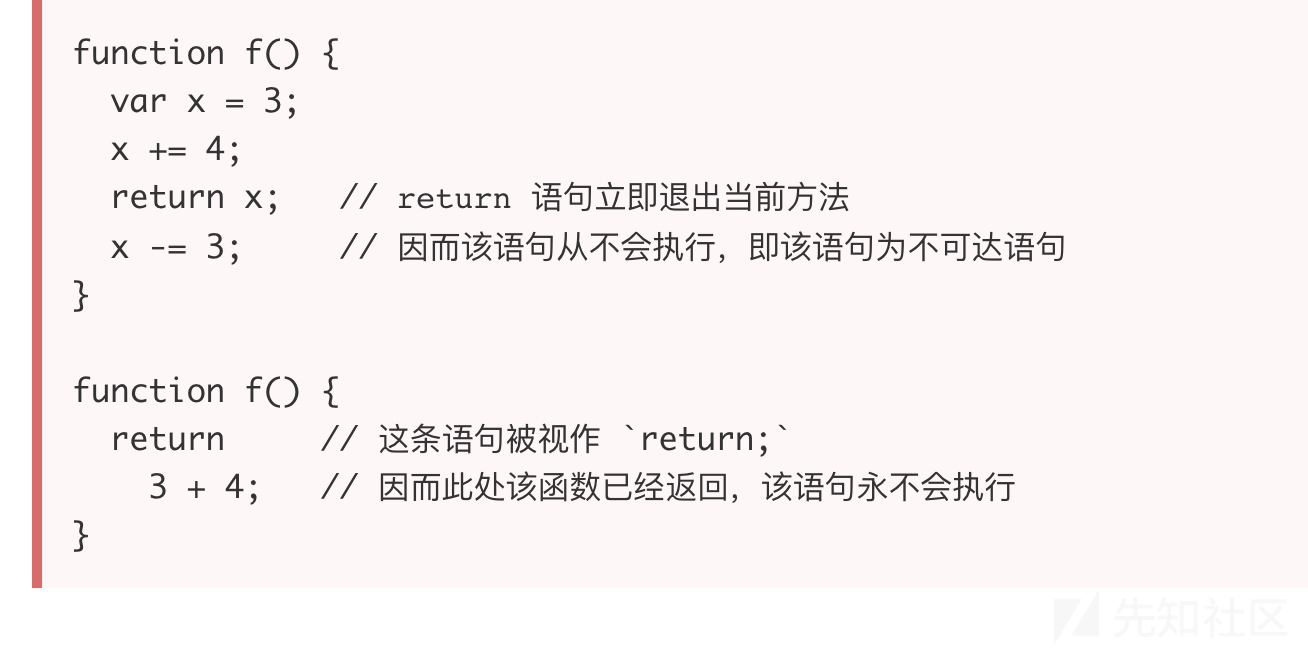 function f() {
  var x = 3;
  x += 4;
  return x;   // return 语句立即退出当前方法
  x -= 3;     // 因而该语句从不会执行，即该语句为不可达语句
}

function f() {
  return     // 这条语句被视作 `return;`
    3 + 4;   // 因而此处该函数已经返回，该语句永不会执行
}
先知社区